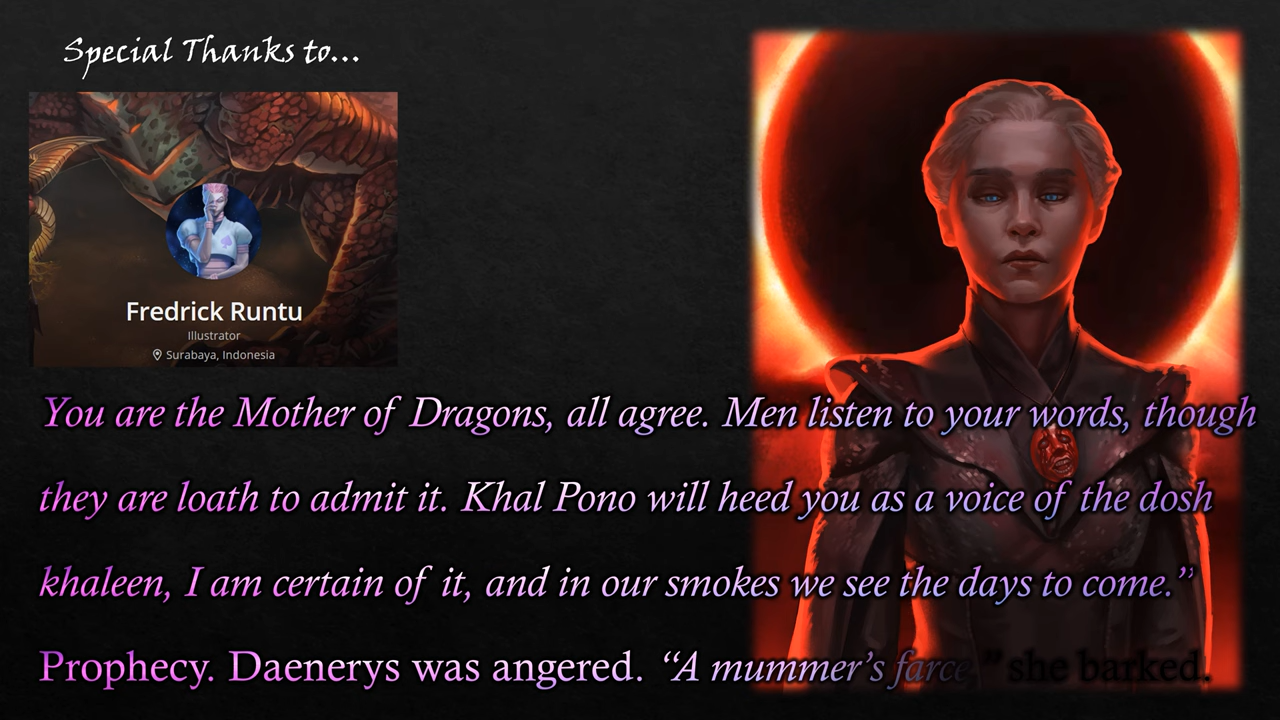 Special Thanks to...
Fredrick Runtu
Illustrator
Surabaya, Indonesia
You are the Mother of Dragons, all agree. Men listen to your words, though
they are loath to admit it. Khal Pono will heed you as a voice of the dosh
khaleen, I am certain of it, and in our smokes we see the days to come.”
Prophecy. Daenerys was angered. “A mummer’s farce,” she barked.